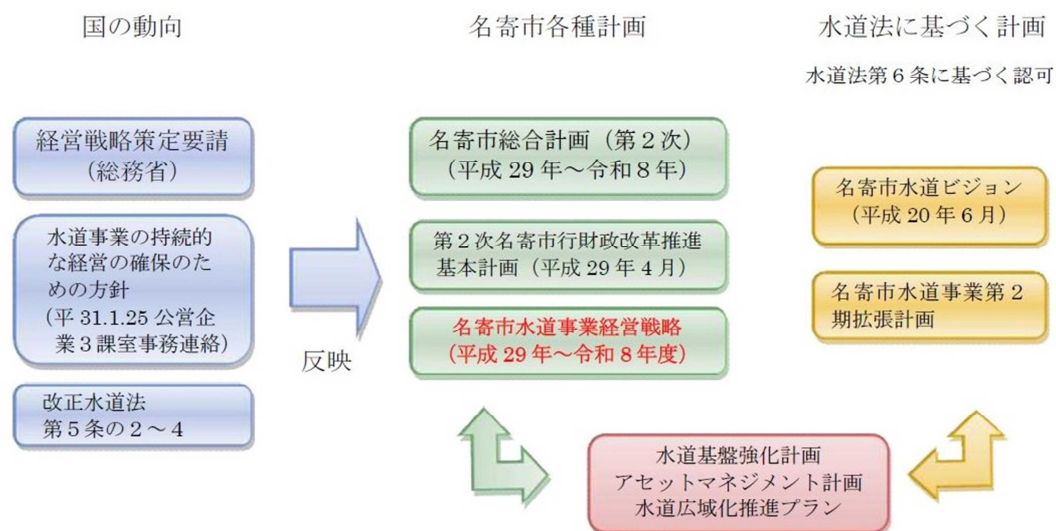 国の動向
経営戦略策定要請
（総務省）
水道事業の持続的
な経営の確保のた
めの方針
（平 31.1.25 公営企
業３課室事務連絡）
改正水道法
第５条の２～４
反映
名寄市各種計画
名寄市総合計画（第２次）
（平成 29 年～令和８年）
第２次名寄市行財政改革推進
基本計画（平成 29 年４月）
名寄市水道事業経営戦略
（平成 29 年～令和８年度）
水道法に基づく計画
水道法第６条に基づく認可
名寄市水道ビジョン
（平成 20 年６月）
名寄市水道事業第２
期拡張計画
水道基盤強化計画
アセットマネジメント計画
水道広域化推進プラン